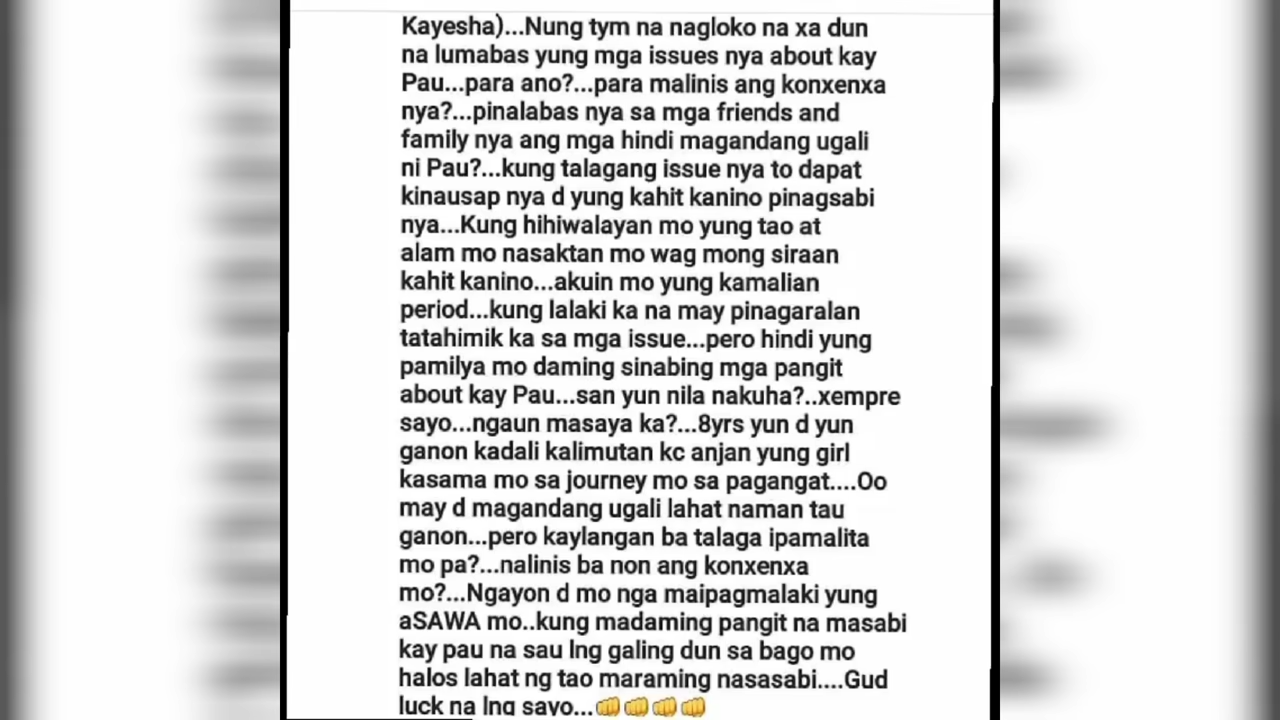 Kayesha)...Nung tym na nagloko na xa dun
na lumabas yung mga issues nya about kay
Pau...para ano?...para malinis ang konxenxa
nya?...pinalabas nya sa mga friends and
family nya ang mga hindi magandang ugali
ni Pau?...kung talagang issue nya to dapat
kinausap nya d yung kahit kanino pinagsabi
nya...Kung hihiwalayan mo yung tao at
alam mo nasaktan mo wag mong siraan
kahit kanino...akuin mo yung kamalian
period...kung lalaki ka na may pinagaralan
tatahimik ka sa mga issue...pero hindi yung
pamilya mo daming sinabing mga pangit
about kay Pau...san yun nila nakuha?..xempre
sayo...ngaun masaya ka?...8yrs yun d yun
ganon kadali kalimutan kc anjan yung girl
kasama mo sa journey mo sa pagangat....Oo
may d magandang ugali lahat naman tau
ganon...pero kaylangan ba talaga ipamalita
mo pa?...nalinis ba non ang konxenxa
mo?...Ngayon d mo nga maipagmalaki yung
aSAWA mo..kung madaming pangit na masabi
kay pau na sau lng galing dun sa bago mo
halos lahat ng tao maraming nasasabi....Gud
luck na lng sayo...👊👊👊👊